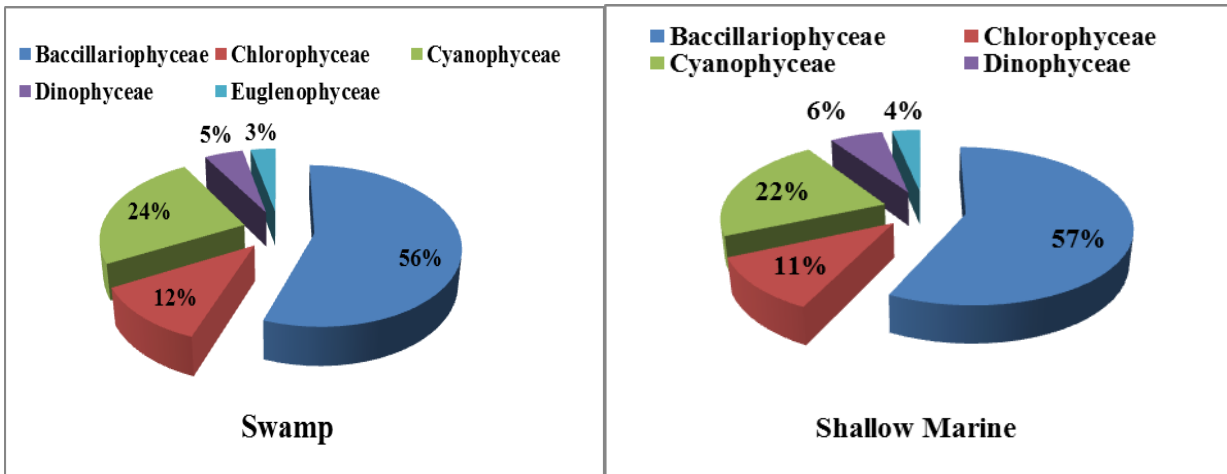 Baccillariophyceae Chlorophyceae Cyanophyceae
Dinophyceae Euglenophyceae
5% 3%
24%
56%
12%
Swamp
Baccillariophyceae Chlorophyceae
Cyanophyceae Dinophyceae
6% 4%
22%
57%
11%
Shallow Marine